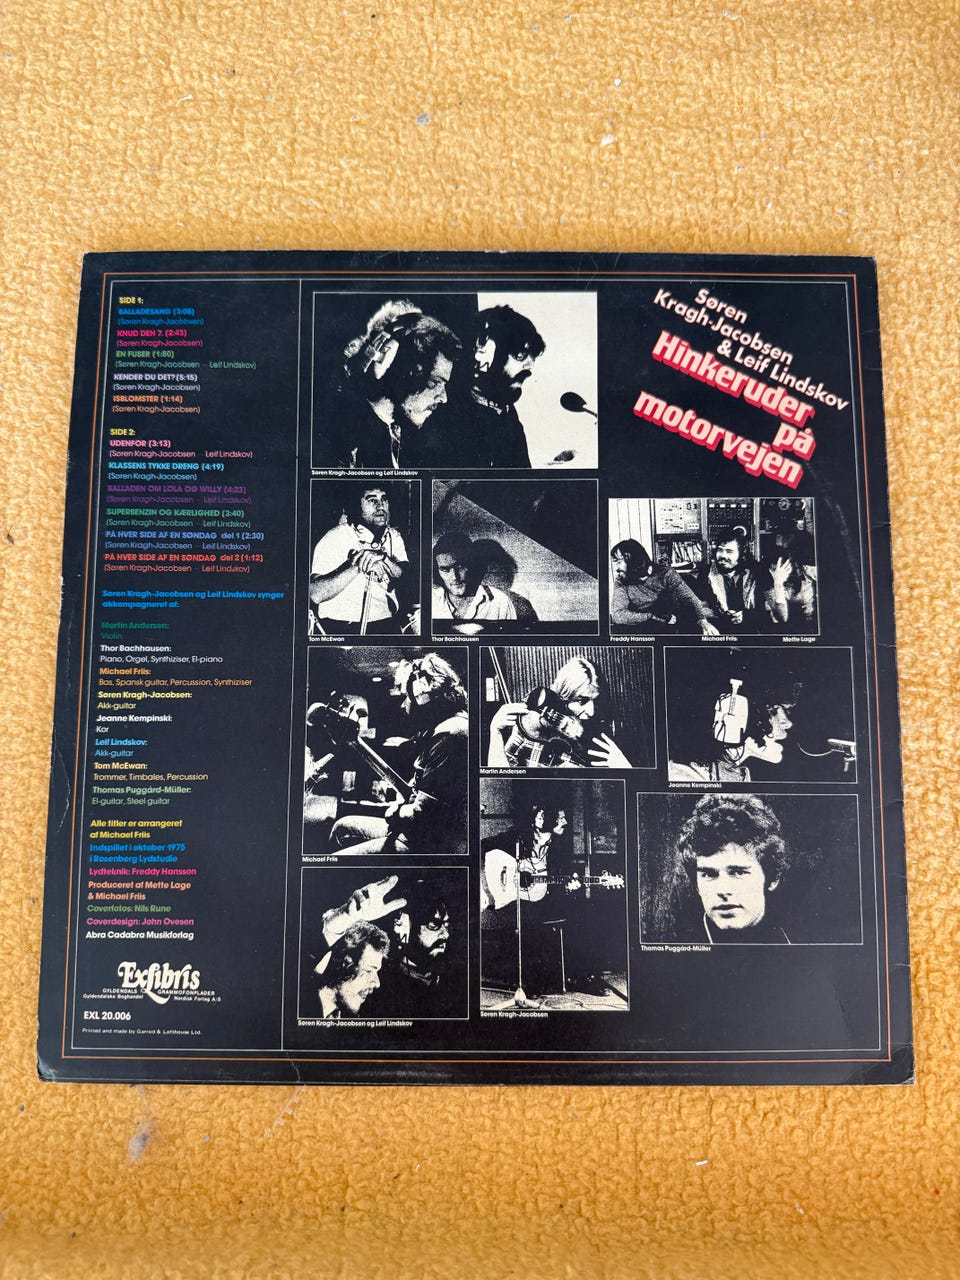 SIDE 1:
BALLADESANG (3:08)
(Søren Kragh-Jacobsen)
KNUD DEN 7. (2:43)
(Søren Kragh-Jacobsen)
EN FUSER (1:50)
(Søren Kragh-Jacobsen – Leif Lindskov)
KENDER DU DET? (5:15)
(Søren Kragh-Jacobsen)
ISBLOMSTER (1:14)
(Søren Kragh-Jacobsen)
SIDE 2:
UDENFOR (3:13)
(Søren Kragh-Jacobsen – Leif Lindskov)
KLASSENS TYKKE DRENG (4:19)
(Søren Kragh-Jacobsen)
BALLADEN OM LOLA OG WILLY (4:23)
(Søren Kragh-Jacobsen – Leif Lindskov)
SUPERBENZIN OG KÆRLIGHED (3:40)
(Søren Kragh-Jacobsen – Leif Lindskov)
PÅ HVER SIDE AF EN SØNDAG del 1 (2:30)
(Søren Kragh-Jacobsen – Leif Lindskov)
PÅ HVER SIDE AF EN SØNDAG del 2 (1:12)
(Søren Kragh-Jacobsen – Leif Lindskov)
Søren Kragh-Jacobsen og Leif Lindskov synger
akkompagneret af:
Martin Andersen:
Violin
Thor Bachhausen:
Piano, Orgel, Synthiziser, El-piano
Michael Friis:
Bas, Spansk guitar, Percussion, Synthiziser
Søren Kragh-Jacobsen:
Akk-guitar
Jeanne Kempinski:
Kor
Leif Lindskov:
Akk-guitar
Tom McEwan:
Trommer, Timbales, Percussion
Thomas Puggård-Müller:
El-guitar, Steel guitar
Alle titler er arrangeret
af Michael Friis
Indspillet i oktober 1975
i Rosenberg Lydstudie
Lydteknik: Freddy Hansson
Produceret af Mette Lage
& Michael Friis
Coverfotos: Nils Rune
Coverdesign: John Ovesen
Abra Cadabra Musikforlag
ExLibris
GYLDENDALS GRAMMOFONPLADER
Gyldendalske Boghandel Nordisk Forlag A/S
EXL 20.006
Printed and made by Garrod & Lofthouse Ltd.
Søren
Kragh-Jacobsen
& Leif Lindskov
Hinkeruder
på
motorvejen
Søren Kragh-Jacobsen og Leif Lindskov
Tom McEwan
Thor Bachhausen
Freddy Hansson
Michael Friis
Mette Lage
Michael Friis
Martin Andersen
Jeanne Kempinski
Søren Kragh-Jacobsen og Leif Lindskov
Søren Kragh-Jacobsen
Thomas Puggård-Müller